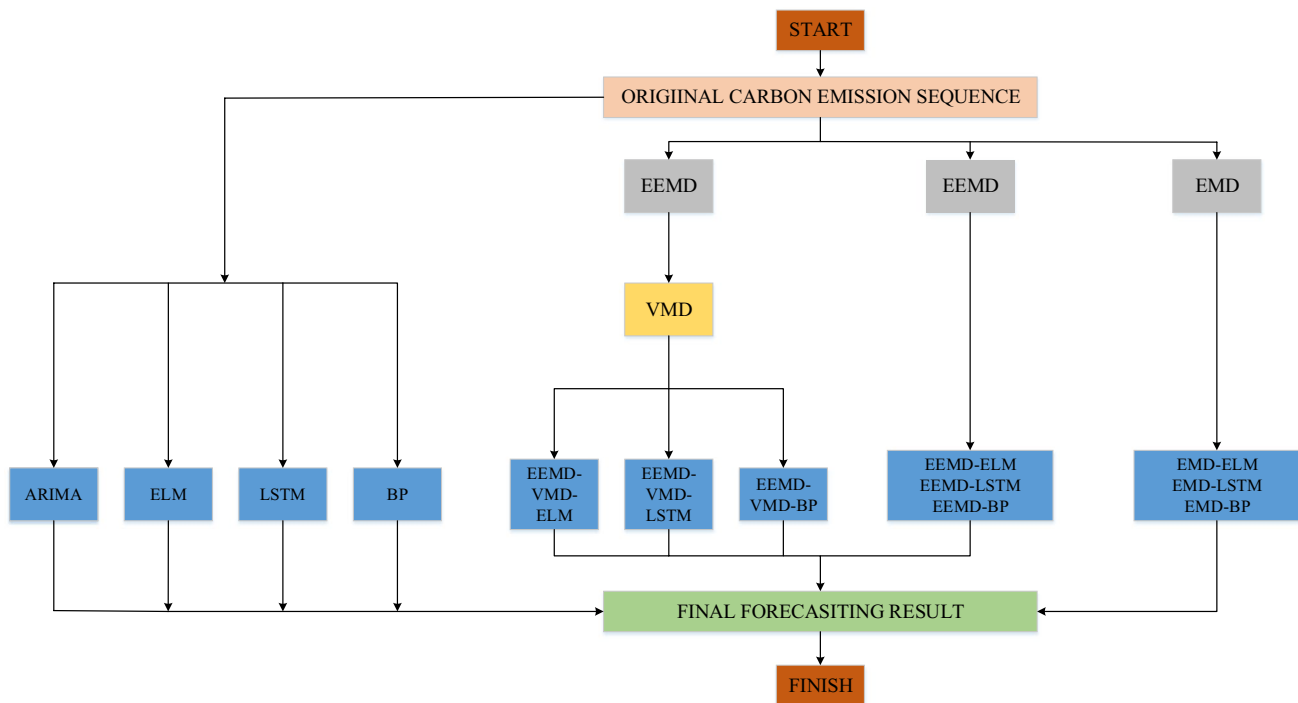 START
ORIGIINAL CARBON EMISSION SEQUENCE
EEMD
EEMD
EMD
VMD
ARIMA
ELM
LSTM
BP
EEMD-
VMD-
ELM
EEMD-
VMD-
LSTM
EEMD-
VMD-BP
EEMD-ELM
EEMD-LSTM
EEMD-BP
EMD-ELM
EMD-LSTM
EMD-BP
FINAL FORECASITING RESULT
FINISH